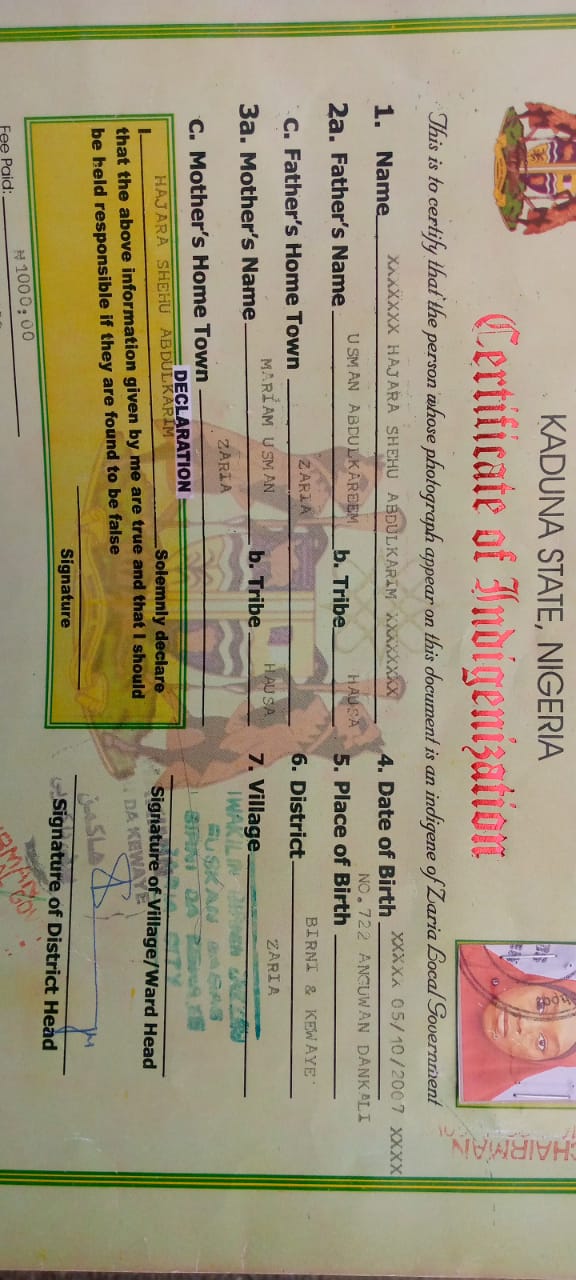 KADUNA STATE, NIGERIA
Certificate of Indigenization
This is to certify that the person whose photograph appear on this document is an indigene of Zaria Local Government
1. Name XXXXXXX HAJARA SHEHU ABDULKARIM XXXXXXX
2a. Father's Name USMAN ABDULKAREEM b. Tribe HAUSA
C. Father's Home Town ZARIA
3a. Mother's Name MARIAM USMAN b. Tribe HAUSA
C. Mother's Home Town ZARIA
4. Date of Birth XXXXX 05/10/2007 XXXX
5. Place of Birth NO.722 ANGUWAN DANKALI
6. District BIRNI & KEWAYE
7. Village ZARIA
DECLARATION
I HAJARA SHEHU ABDULKARIM Solemnly declare
that the above information given by me are true and that I should
be held responsible if they are found to be false
Signature
Signature of Village/Ward Head
DA KEWAYE
Signature of District Head
Fee Paid: ₦1000:00
CHAIRMAN